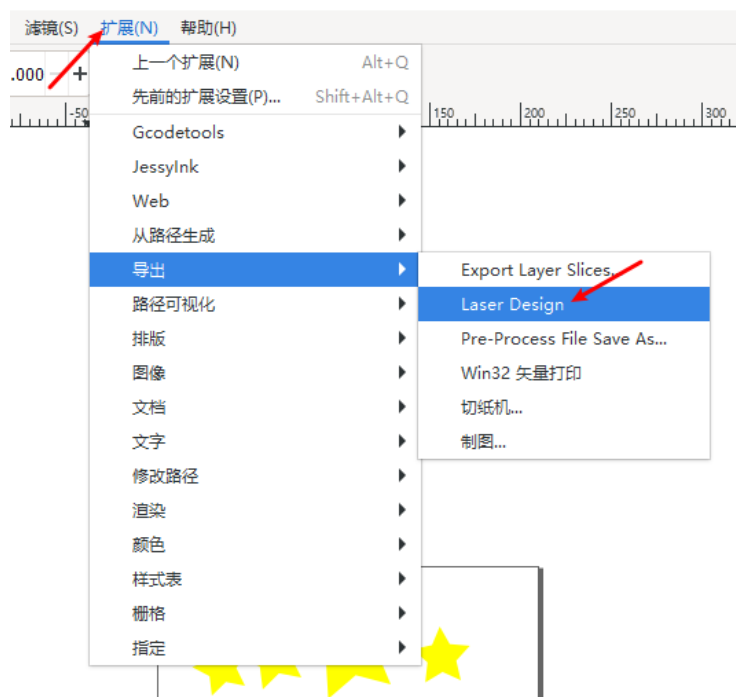 滤镜(S) 扩展(N) 帮助(H)
.000
上一个扩展(N) Alt+Q
先前的扩展设置(P)... Shift+Alt+Q
-50 150 200 250 300
Gcodetools
JessyInk
Web
从路径生成
导出
Export Layer Slices.
路径可视化
Laser Design
排版
Pre-Process File Save As...
图像
Win32 矢量打印
文档
切纸机...
文字
制图...
修改路径
渲染
颜色
样式表
栅格
指定